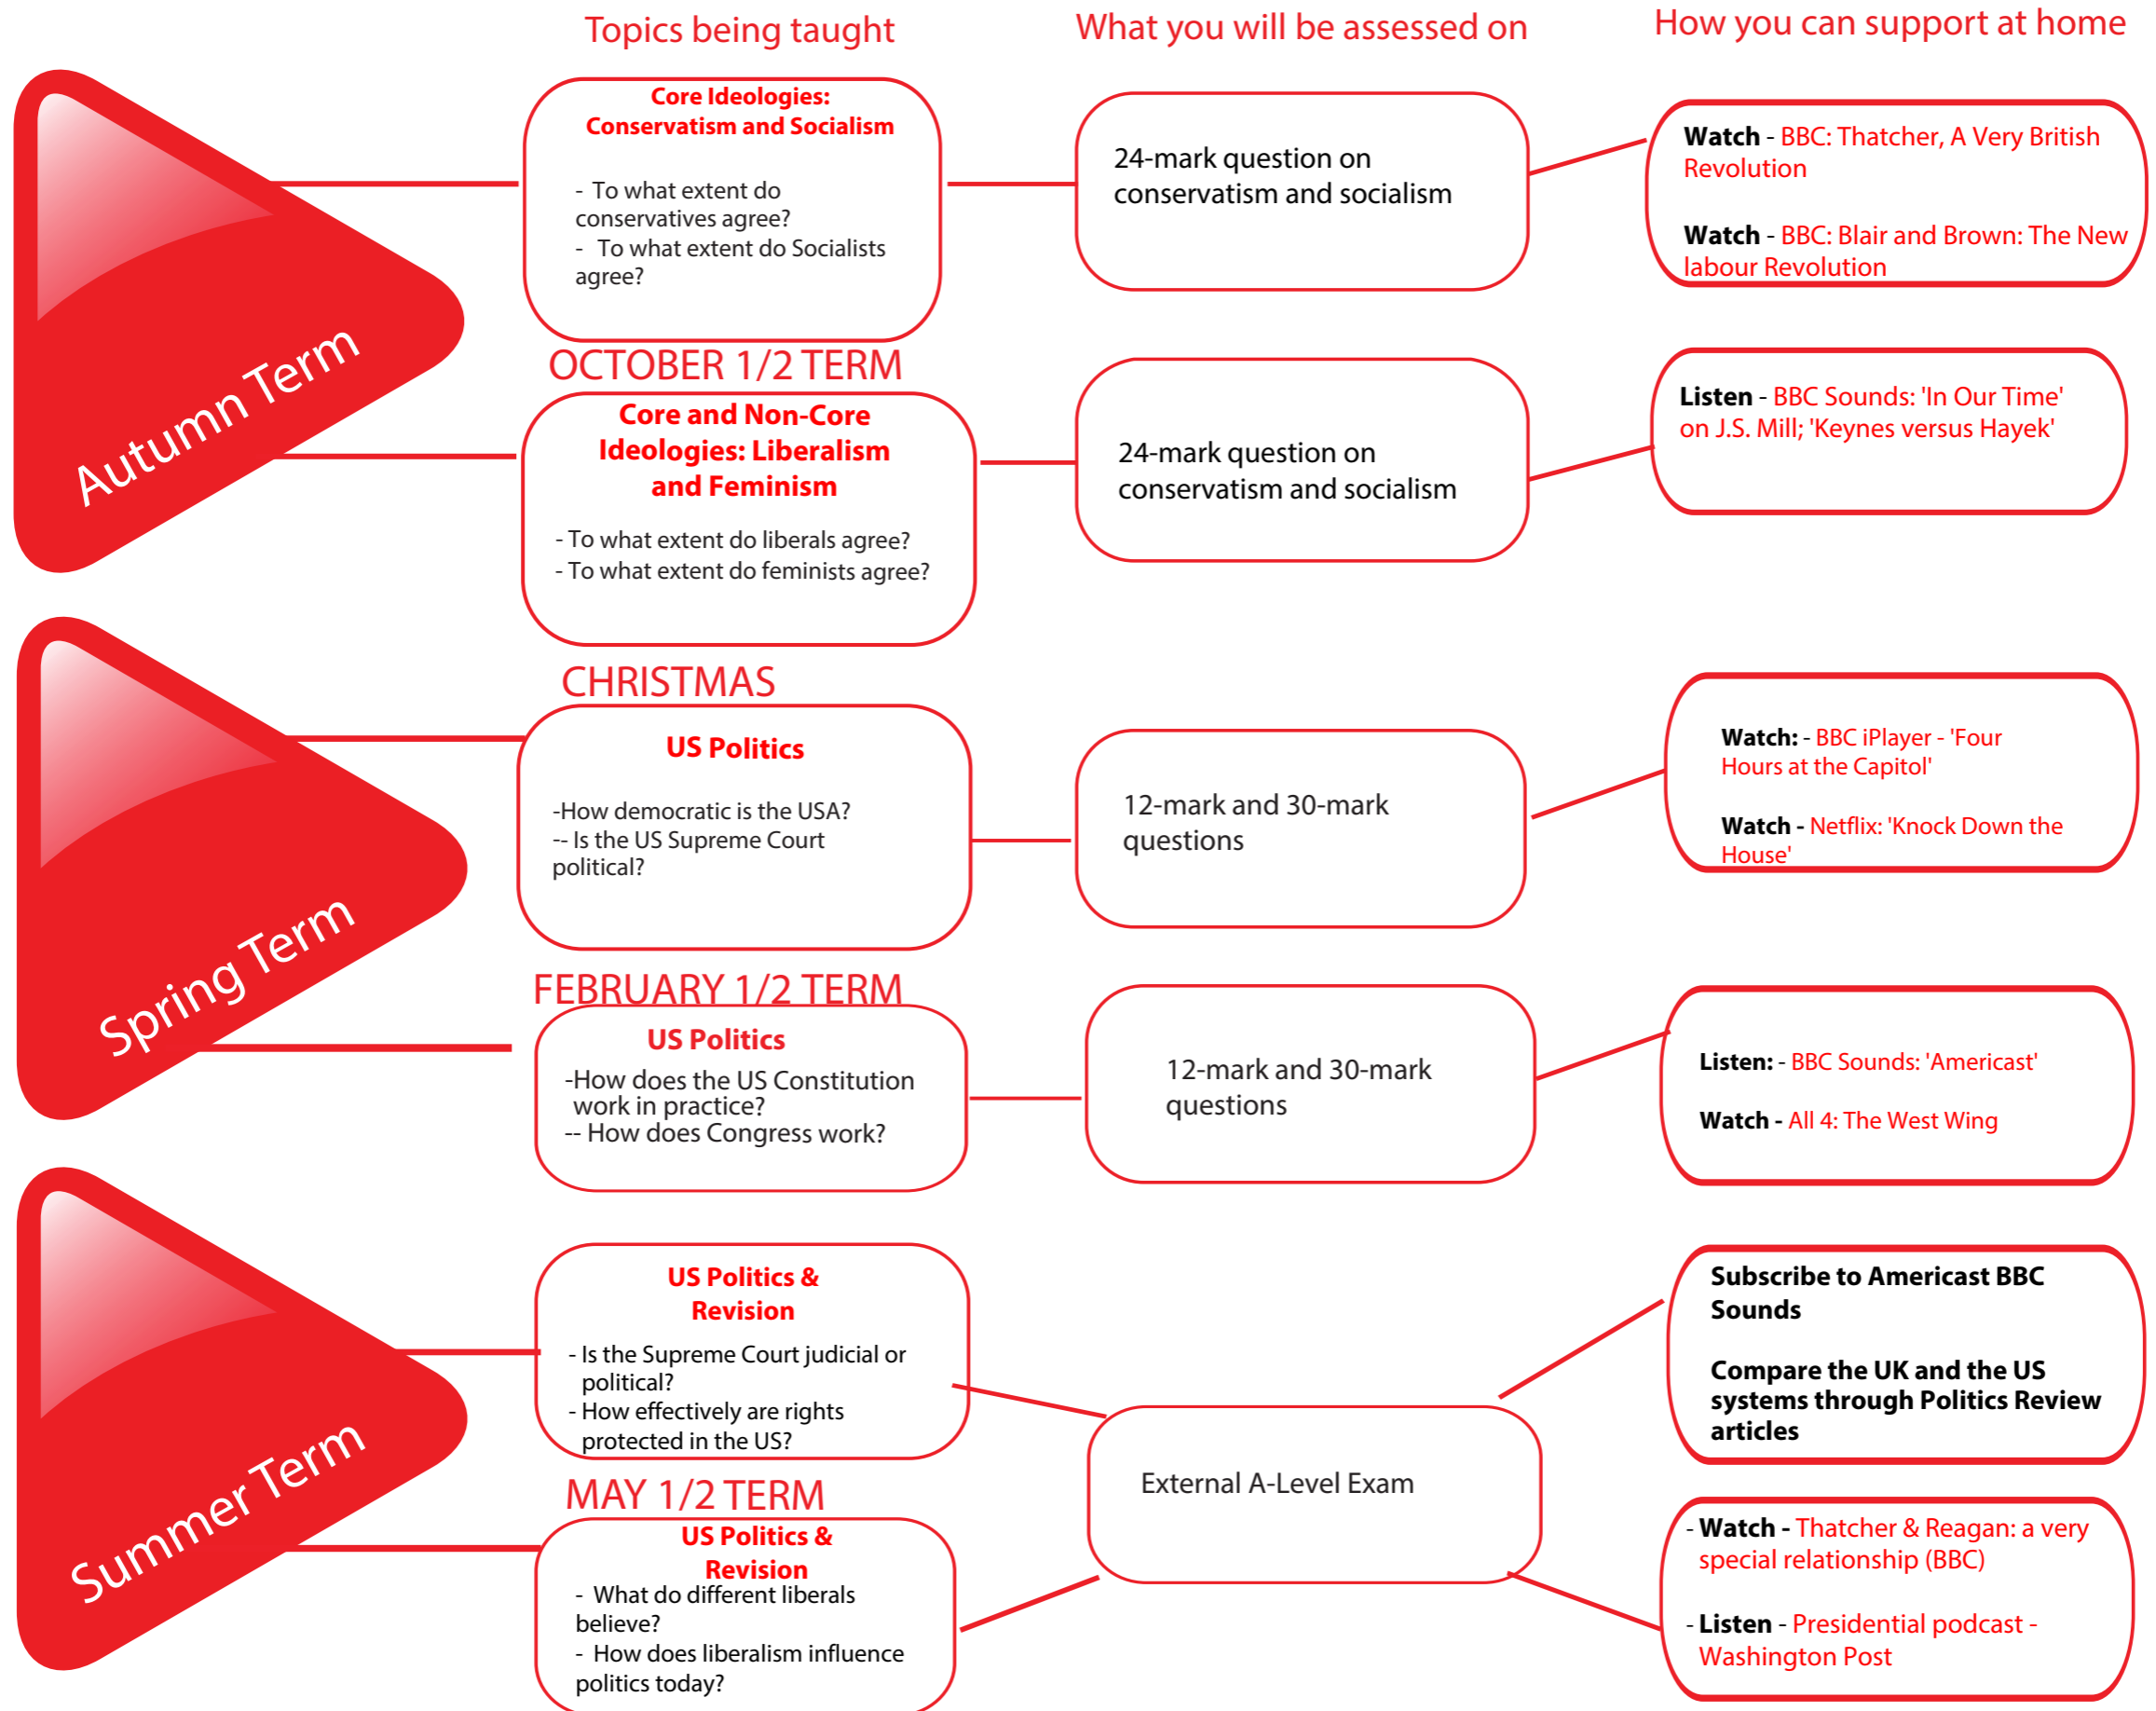 Topics being taught
What you will be assessed on
How you can support at home
Autumn Term
Core Ideologies:
Conservatism and Socialism
- To what extent do
conservatives agree?
- To what extent do Socialists
agree?
24-mark question on
conservatism and socialism
Watch - BBC: Thatcher, A Very British
Revolution
Watch - BBC: Blair and Brown: The New
labour Revolution
OCTOBER 1/2 TERM
Core and Non-Core
Ideologies: Liberalism
and Feminism
- To what extent do liberals agree?
- To what extent do feminists agree?
24-mark question on
conservatism and socialism
Listen - BBC Sounds: 'In Our Time'
on J.S. Mill; 'Keynes versus Hayek'
CHRISTMAS
Spring Term
US Politics
-How democratic is the USA?
-- Is the US Supreme Court
political?
12-mark and 30-mark
questions
Watch: - BBC iPlayer - 'Four
Hours at the Capitol'
Watch - Netflix: 'Knock Down the
House'
FEBRUARY 1/2 TERM
US Politics
-How does the US Constitution
work in practice?
-- How does Congress work?
12-mark and 30-mark
questions
Listen: - BBC Sounds: 'Americast'
Watch - All 4: The West Wing
Summer Term
US Politics &
Revision
- Is the Supreme Court judicial or
political?
- How effectively are rights
protected in the US?
External A-Level Exam
Subscribe to Americast BBC
Sounds
Compare the UK and the US
systems through Politics Review
articles
MAY 1/2 TERM
US Politics &
Revision
- What do different liberals
believe?
- How does liberalism influence
politics today?
- Watch - Thatcher & Reagan: a very
special relationship (BBC)
- Listen - Presidential podcast -
Washington Post